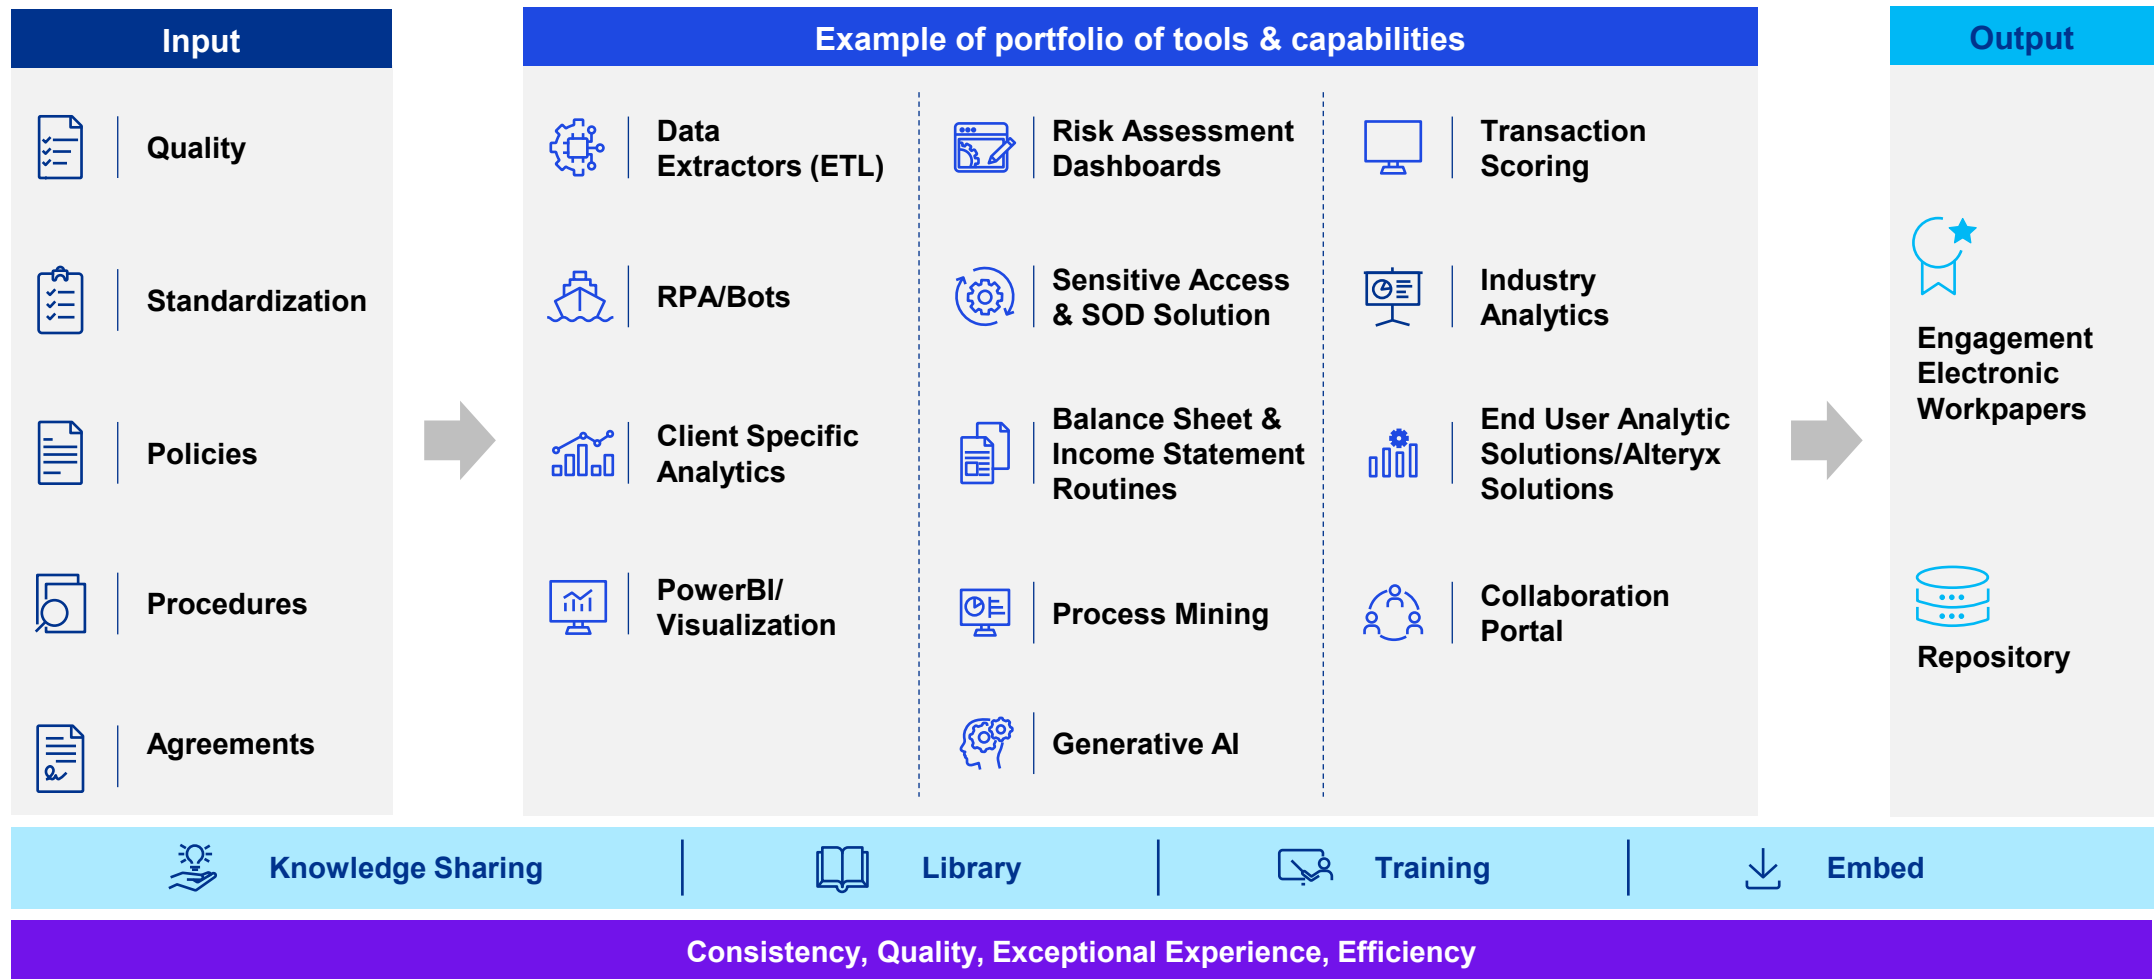 Input
Quality
Standardization
Policies
Procedures
Agreements
Example of portfolio of tools & capabilities
Data
Extractors (ETL)
RPA/Bots
Client Specific
Analytics
PowerBI/
Visualization
Risk Assessment
Dashboards
Sensitive Access
& SOD Solution
Balance Sheet &
Income Statement
Routines
Process Mining
Generative AI
Transaction
Scoring
Industry
Analytics
End User Analytic
Solutions/Alteryx
Solutions
Collaboration
Portal
Output
Engagement
Electronic
Workpapers
Repository
Knowledge Sharing
Library
Training
Embed
Consistency, Quality, Exceptional Experience, Efficiency